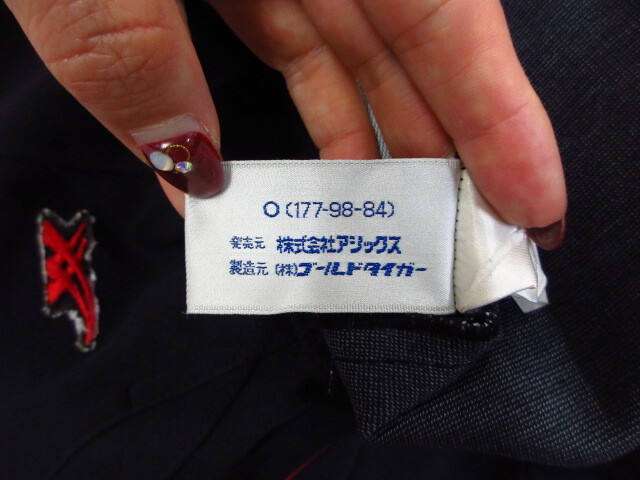 O (177-98-84)
発売元 株式会社アシックス
製造元 (株)ゴールドタイガー